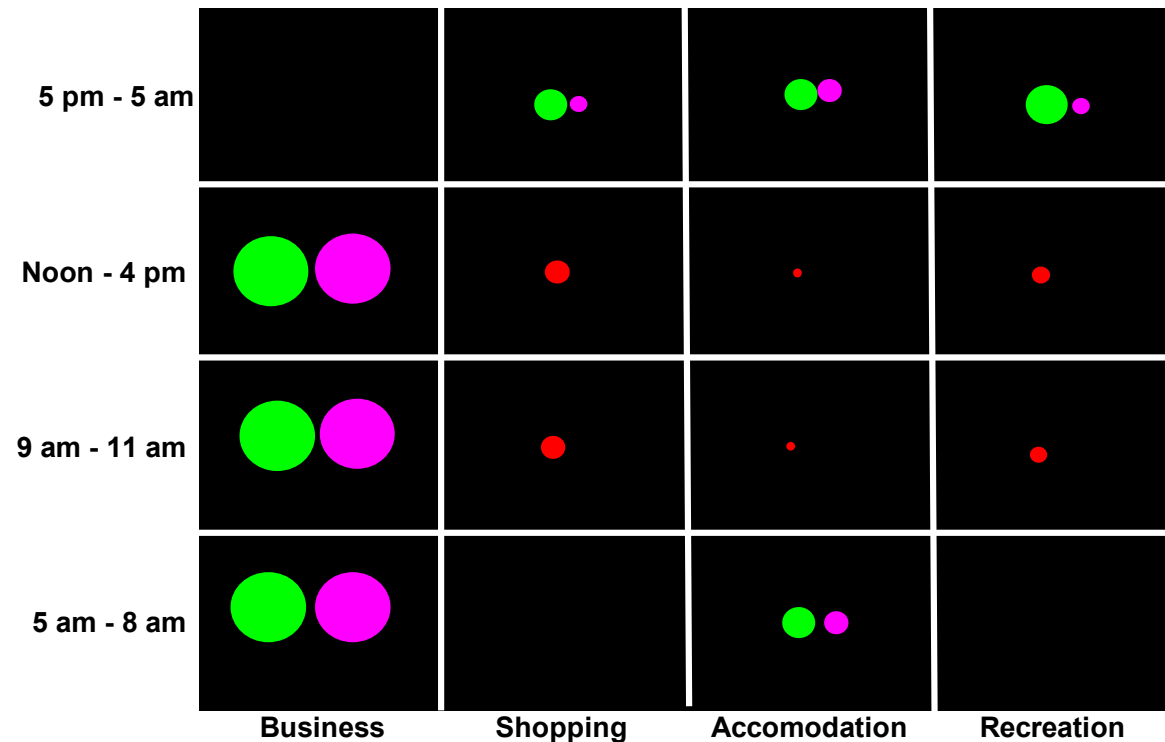 5 pm - 5 am
Noon - 4 pm
9 am - 11 am
5 am - 8 am
Business Shopping Accomodation Recreation